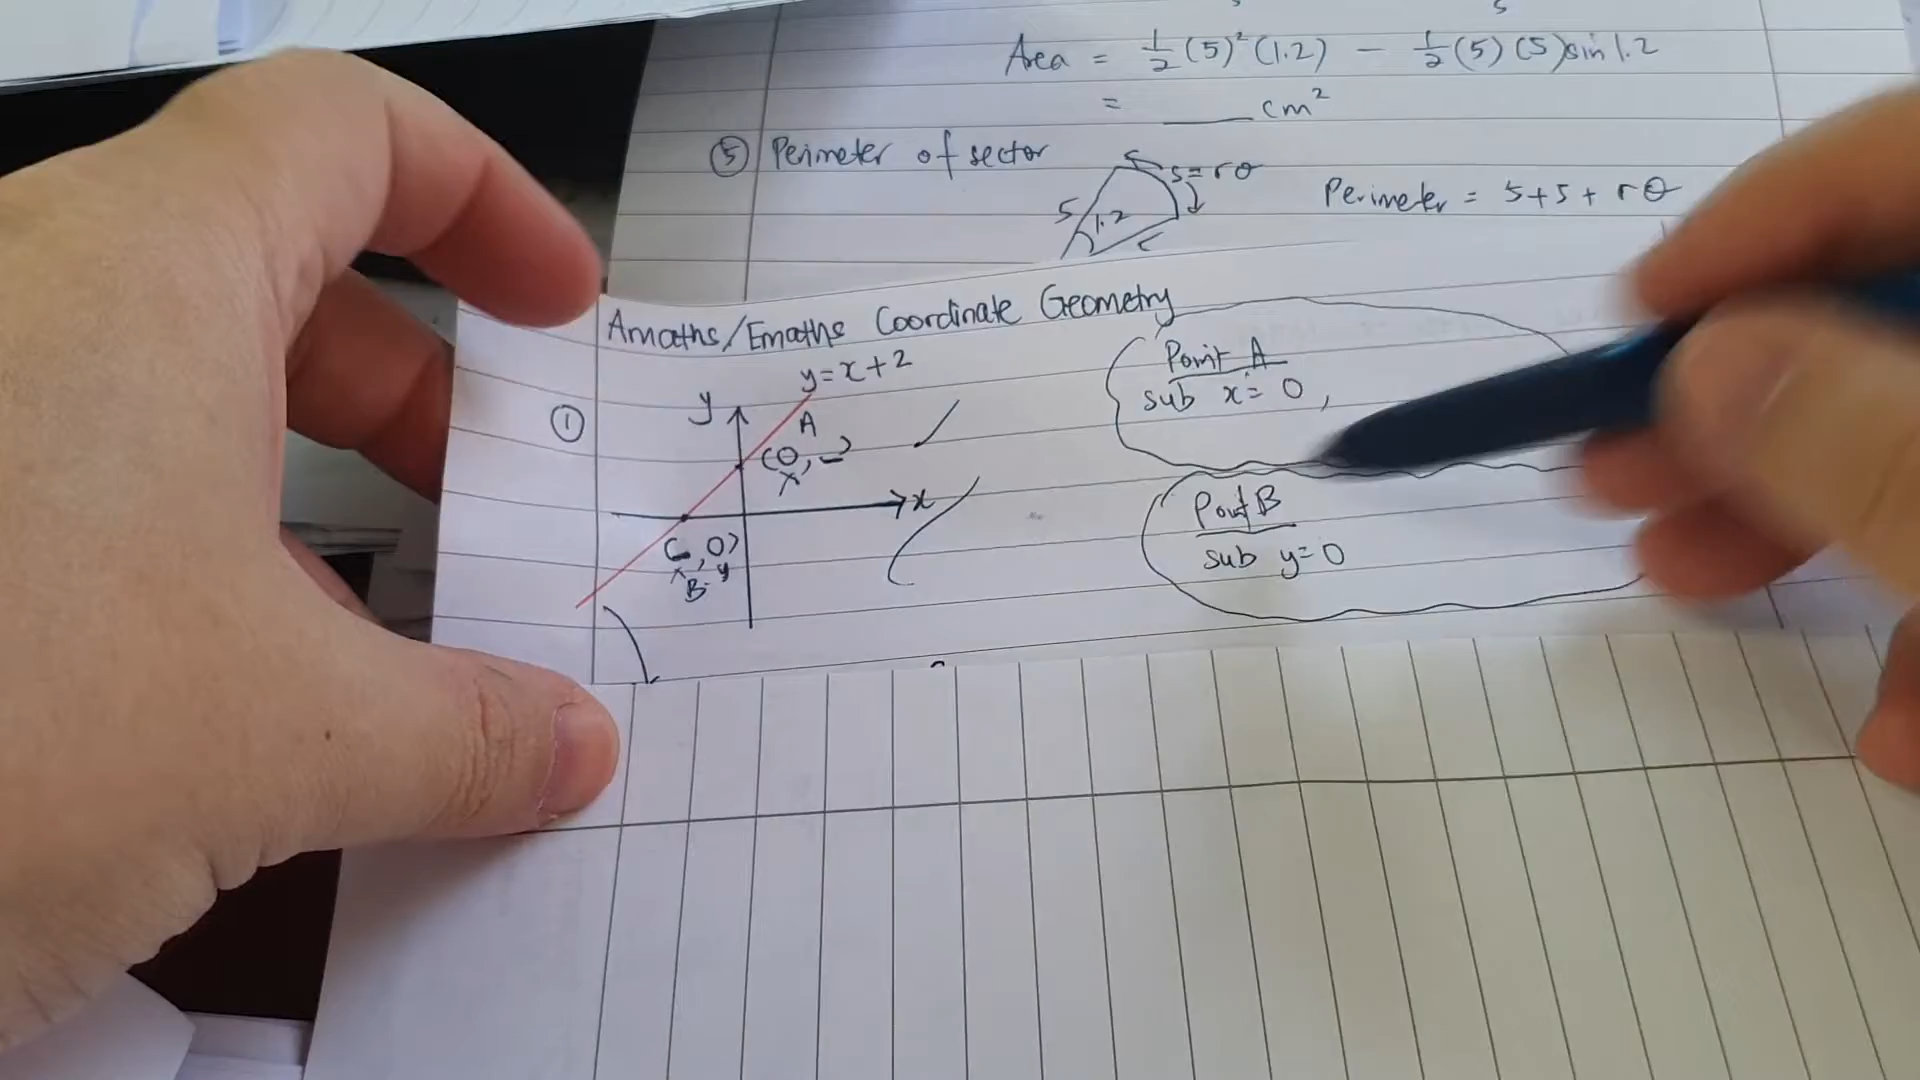 Area = ½(5)²(1.2) − ½(5)(5)sin1.2
= ____ cm²
⑤ Perimeter of sector
s=rθ
5
1.2
Perimeter = 5+5+rθ
Amaths/Emaths Coordinate Geometry
①
y=x+2
y
A
(0, _)
x
x
(_, 0)
x y
B
Point A
sub x=0,
Point B
sub y=0